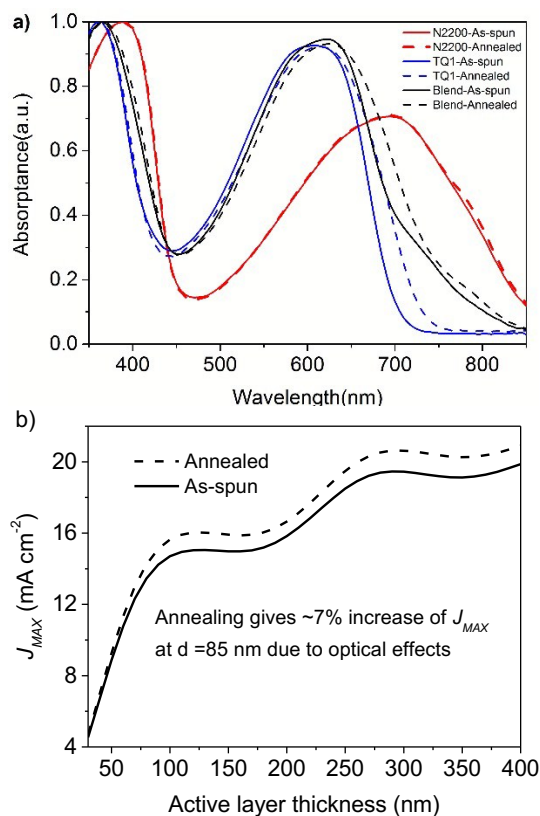 a)
N2200-As-spun
N2200-Annealed
TQ1-As-spun
TQ1-Annealed
Blend-As-spun
Blend-Annealed
Absorptance(a.u.)
1.0
0.8
0.6
0.4
0.2
0.0
400 500 600 700 800
Wavelength(nm)
b)
Annealed
As-spun
J_MAX (mA cm⁻²)
20
16
12
8
4
Annealing gives ~7% increase of J_MAX
at d =85 nm due to optical effects
50 100 150 200 250 300 350 400
Active layer thickness (nm)